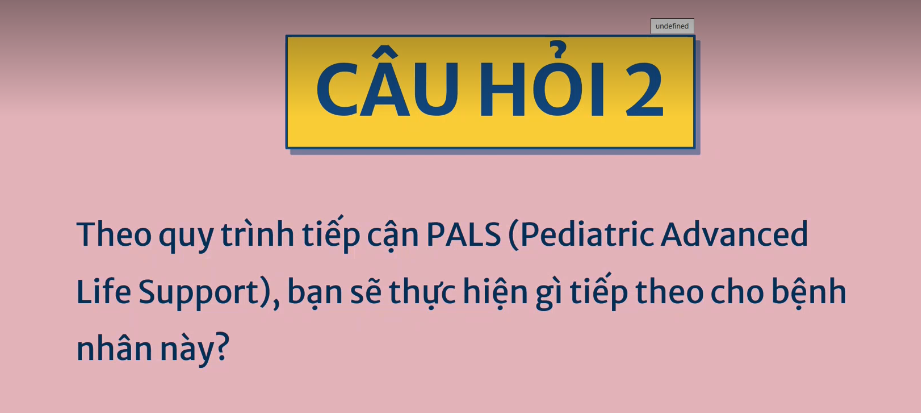 undefined
CÂU HỎI 2
Theo quy trình tiếp cận PALS (Pediatric Advanced
Life Support), bạn sẽ thực hiện gì tiếp theo cho bệnh
nhân này?